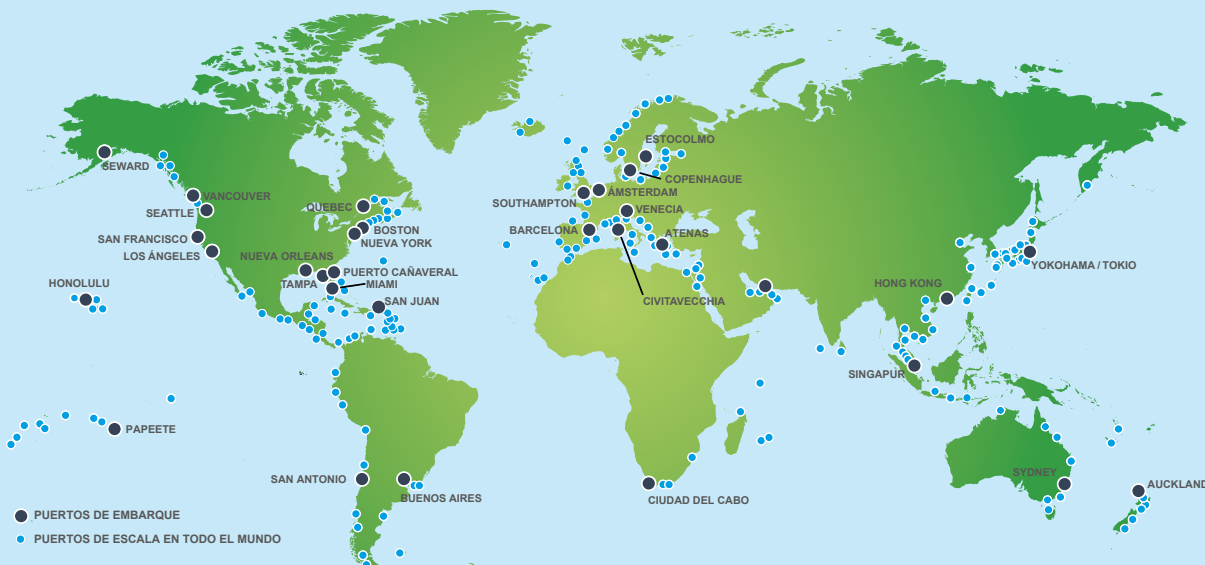 ESTOCOLMO
SEWARD
COPENHAGUE
VANCOUVER
ÁMSTERDAM
SOUTHAMPTON
QUEBEC
SEATTLE
VENECIA
BOSTON
BARCELONA
ATENAS
SAN FRANCISCO
NUEVA YORK
LOS ÁNGELES
NUEVA ORLEANS
YOKOHAMA / TOKIO
PUERTO CAÑAVERAL
HONOLULU
TAMPA
MIAMI
HONG KONG
SAN JUAN
CIVITAVECCHIA
SINGAPUR
PAPEETE
SYDNEY
SAN ANTONIO
AUCKLAND
BUENOS AIRES
CIUDAD DEL CABO
PUERTOS DE EMBARQUE
PUERTOS DE ESCALA EN TODO EL MUNDO